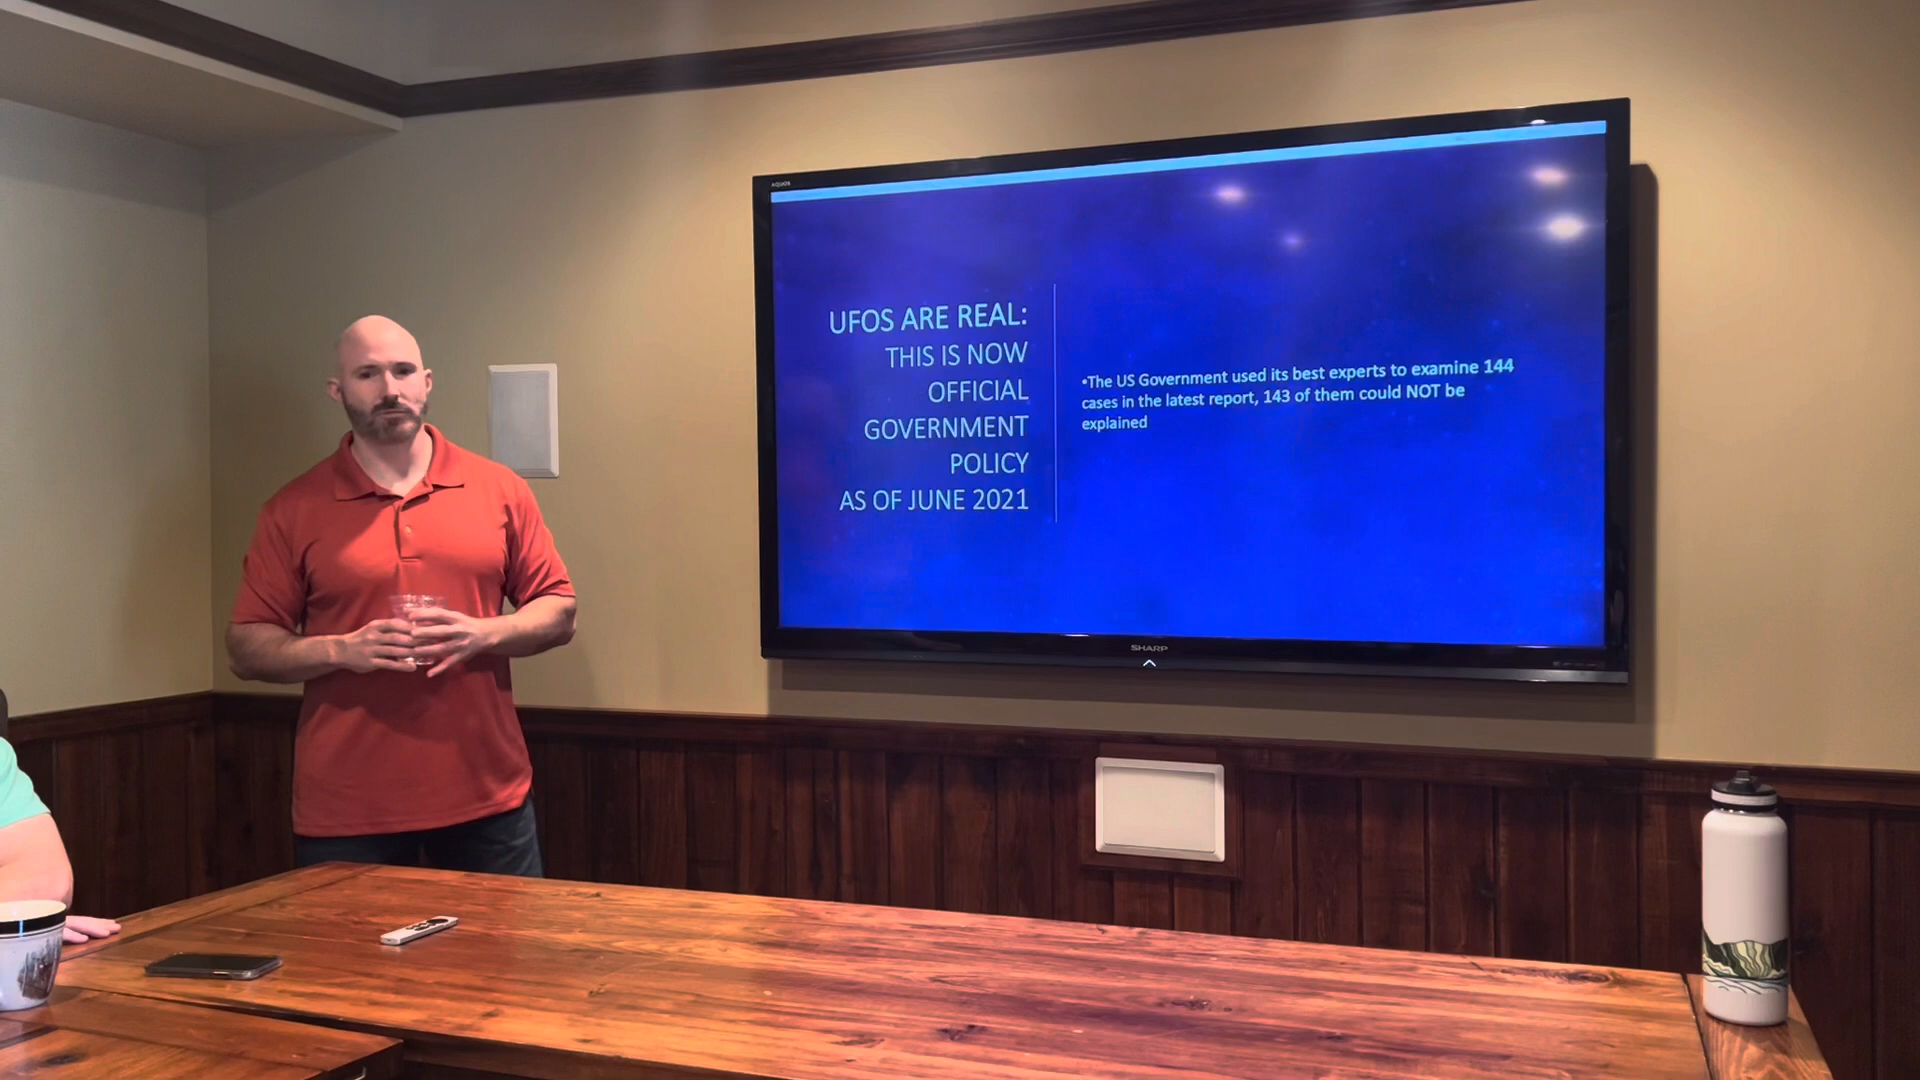 AQUOS
UFOS ARE REAL:
THIS IS NOW
OFFICIAL
GOVERNMENT
POLICY
AS OF JUNE 2021
•The US Government used its best experts to examine 144
cases in the latest report, 143 of them could NOT be
explained
SHARP